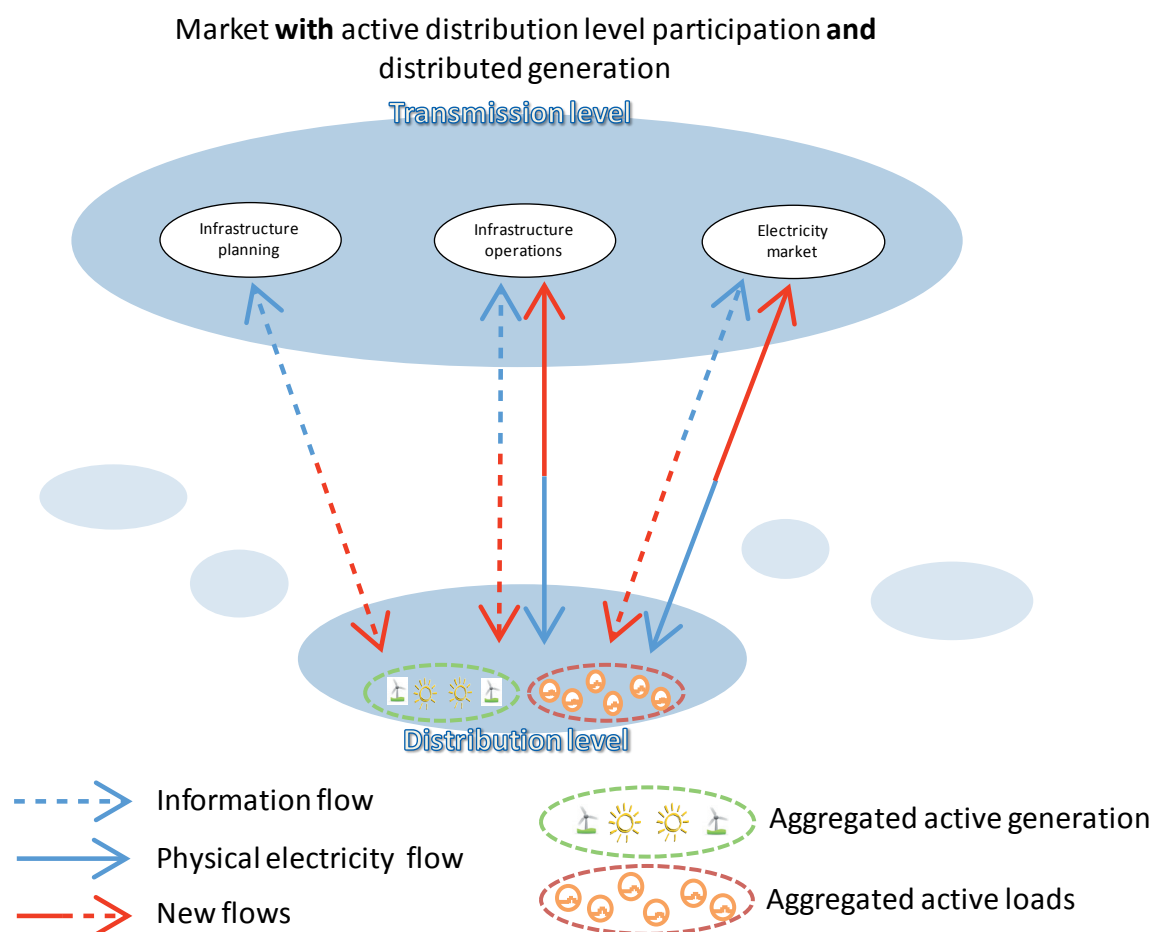 Market with active distribution level participation and
distributed generation
Transmission level
Infrastructure
planning
Infrastructure
operations
Electricity
market
Distribution level
Information flow
Physical electricity flow
New flows
Aggregated active generation
Aggregated active loads